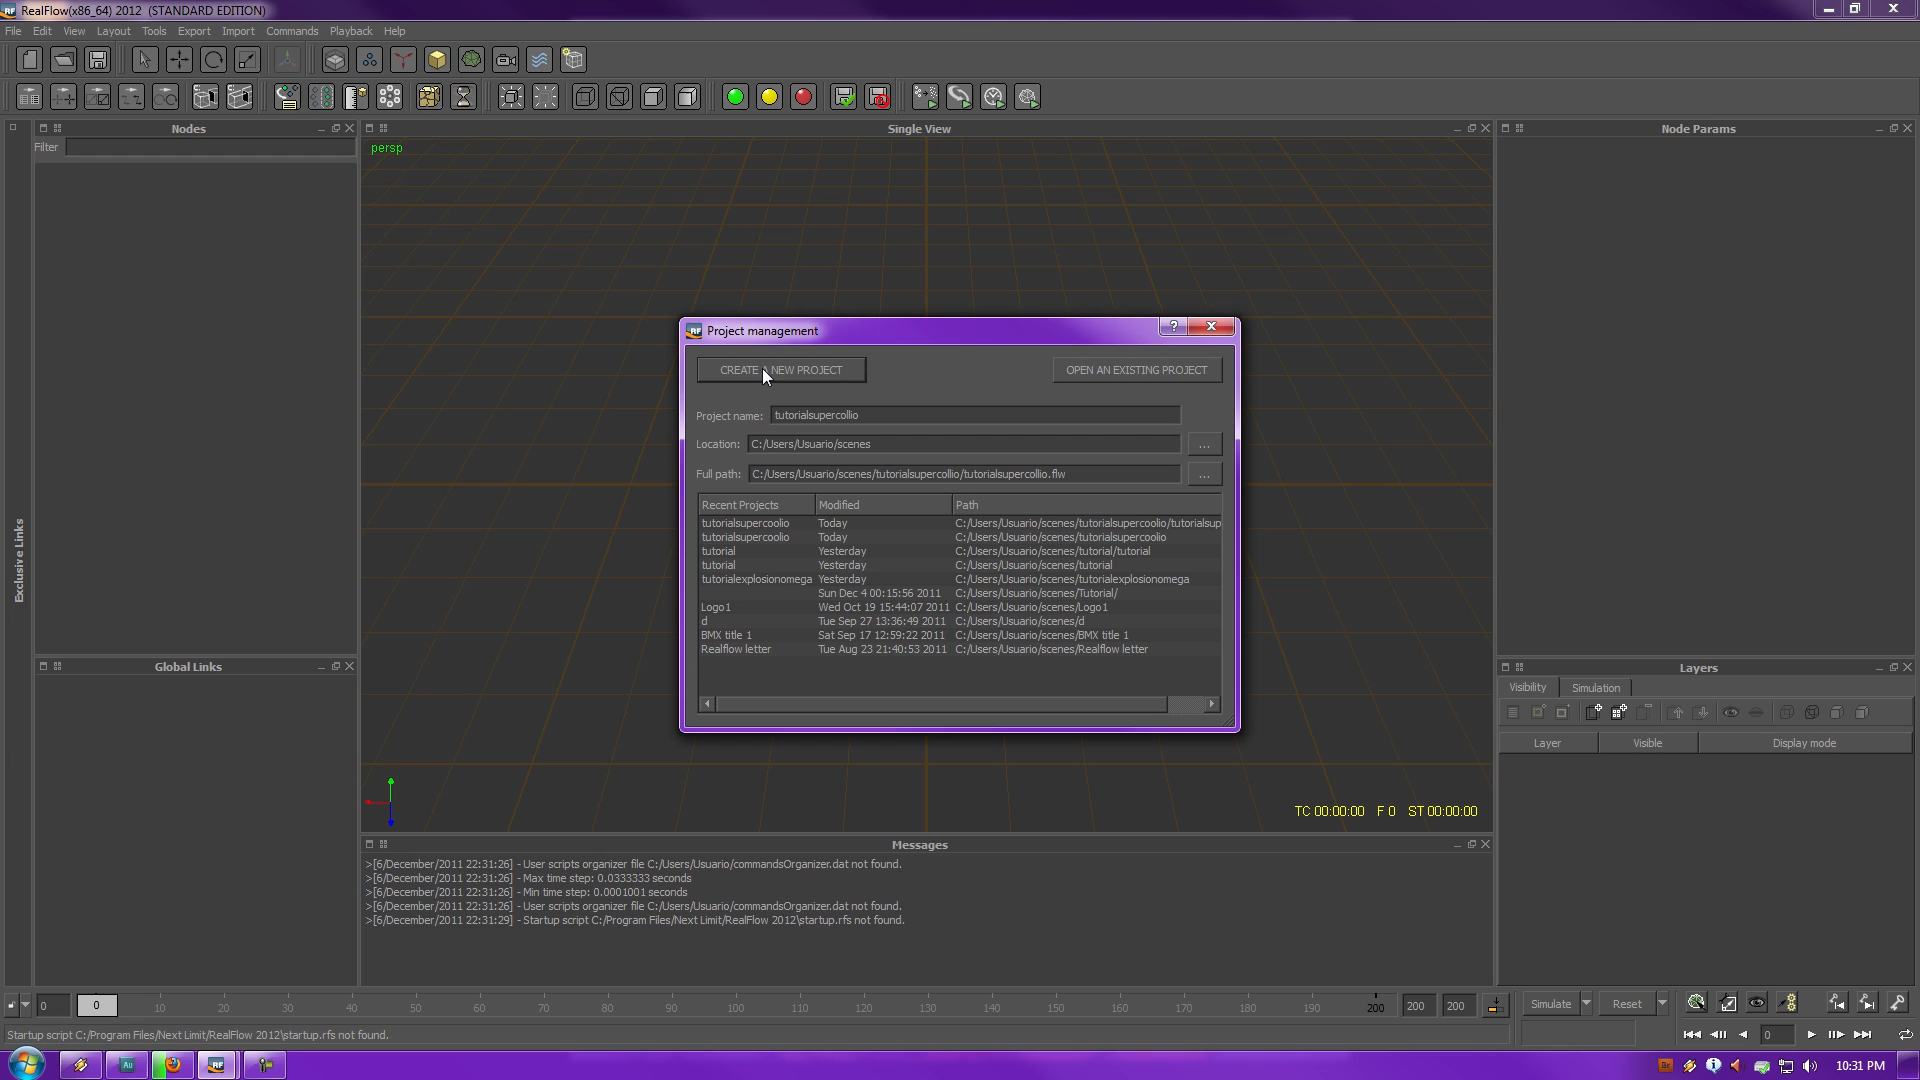 RealFlow(x86_64) 2012 (STANDARD EDITION)
File Edit View Layout Tools Export Import Commands Playback Help
Nodes
Filter
Single View
persp
Node Params
Project management
?
CREATE A NEW PROJECT
OPEN AN EXISTING PROJECT
Project name: tutorialsupercollio
Location: C:/Users/Usuario/scenes ...
Full path: C:/Users/Usuario/scenes/tutorialsupercollio/tutorialsupercollio.flw ...
Recent Projects Modified Path
tutorialsupercoolio Today C:/Users/Usuario/scenes/tutorialsupercoolio/tutorialsup
tutorialsupercoolio Today C:/Users/Usuario/scenes/tutorialsupercoolio
tutorial Yesterday C:/Users/Usuario/scenes/tutorial/tutorial
tutorial Yesterday C:/Users/Usuario/scenes/tutorial
tutorialexplosionomega Yesterday C:/Users/Usuario/scenes/tutorialexplosionomega
Sun Dec 4 00:15:56 2011 C:/Users/Usuario/scenes/Tutorial/
Logo1 Wed Oct 19 15:44:07 2011 C:/Users/Usuario/scenes/Logo1
d Tue Sep 27 13:36:49 2011 C:/Users/Usuario/scenes/d
BMX title 1 Sat Sep 17 12:59:22 2011 C:/Users/Usuario/scenes/BMX title 1
Realflow letter Tue Aug 23 21:40:53 2011 C:/Users/Usuario/scenes/Realflow letter
Exclusive Links
Global Links
TC 00:00:00 F 0 ST 00:00:00
Layers
Visibility Simulation
Layer Visible Display mode
Messages
>[6/December/2011 22:31:26] - User scripts organizer file C:/Users/Usuario/commandsOrganizer.dat not found.
>[6/December/2011 22:31:26] - Max time step: 0.0333333 seconds
>[6/December/2011 22:31:26] - Min time step: 0.0001001 seconds
>[6/December/2011 22:31:26] - User scripts organizer file C:/Users/Usuario/commandsOrganizer.dat not found.
>[6/December/2011 22:31:29] - Startup script C:/Program Files/Next Limit/RealFlow 2012\startup.rfs not found.
0 0 10 20 30 40 50 60 70 80 90 100 110 120 130 140 150 160 170 180 190 200 200 200
Simulate Reset
0
Startup script C:/Program Files/Next Limit/RealFlow 2012\startup.rfs not found.
Au RF Br 10:31 PM